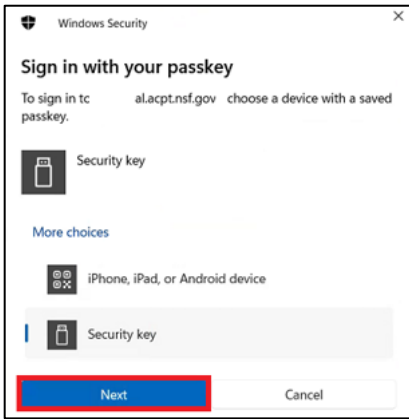 Windows Security
Sign in with your passkey
To sign in tc al.acpt.nsf.gov choose a device with a saved
passkey.
Security key
More choices
iPhone, iPad, or Android device
Security key
Next Cancel